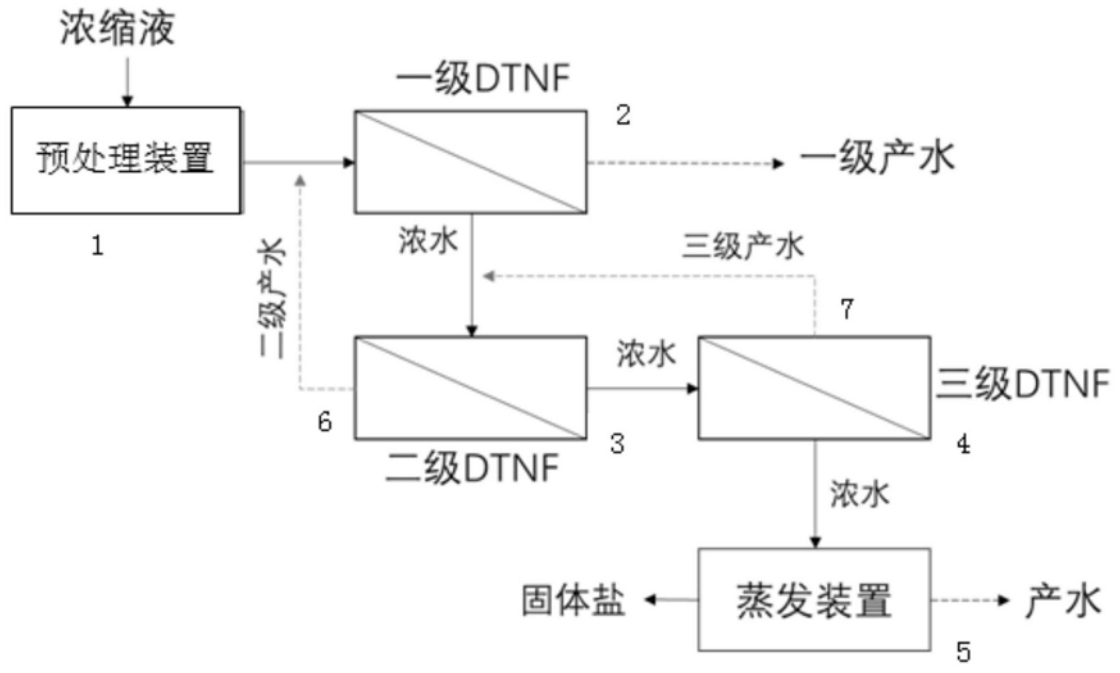 浓缩液
一级DTNF
2
预处理装置
一级产水
1
浓水
三级产水
二级产水
7
浓水
三级DTNF
6
3
4
二级DTNF
浓水
固体盐
蒸发装置
产水
5